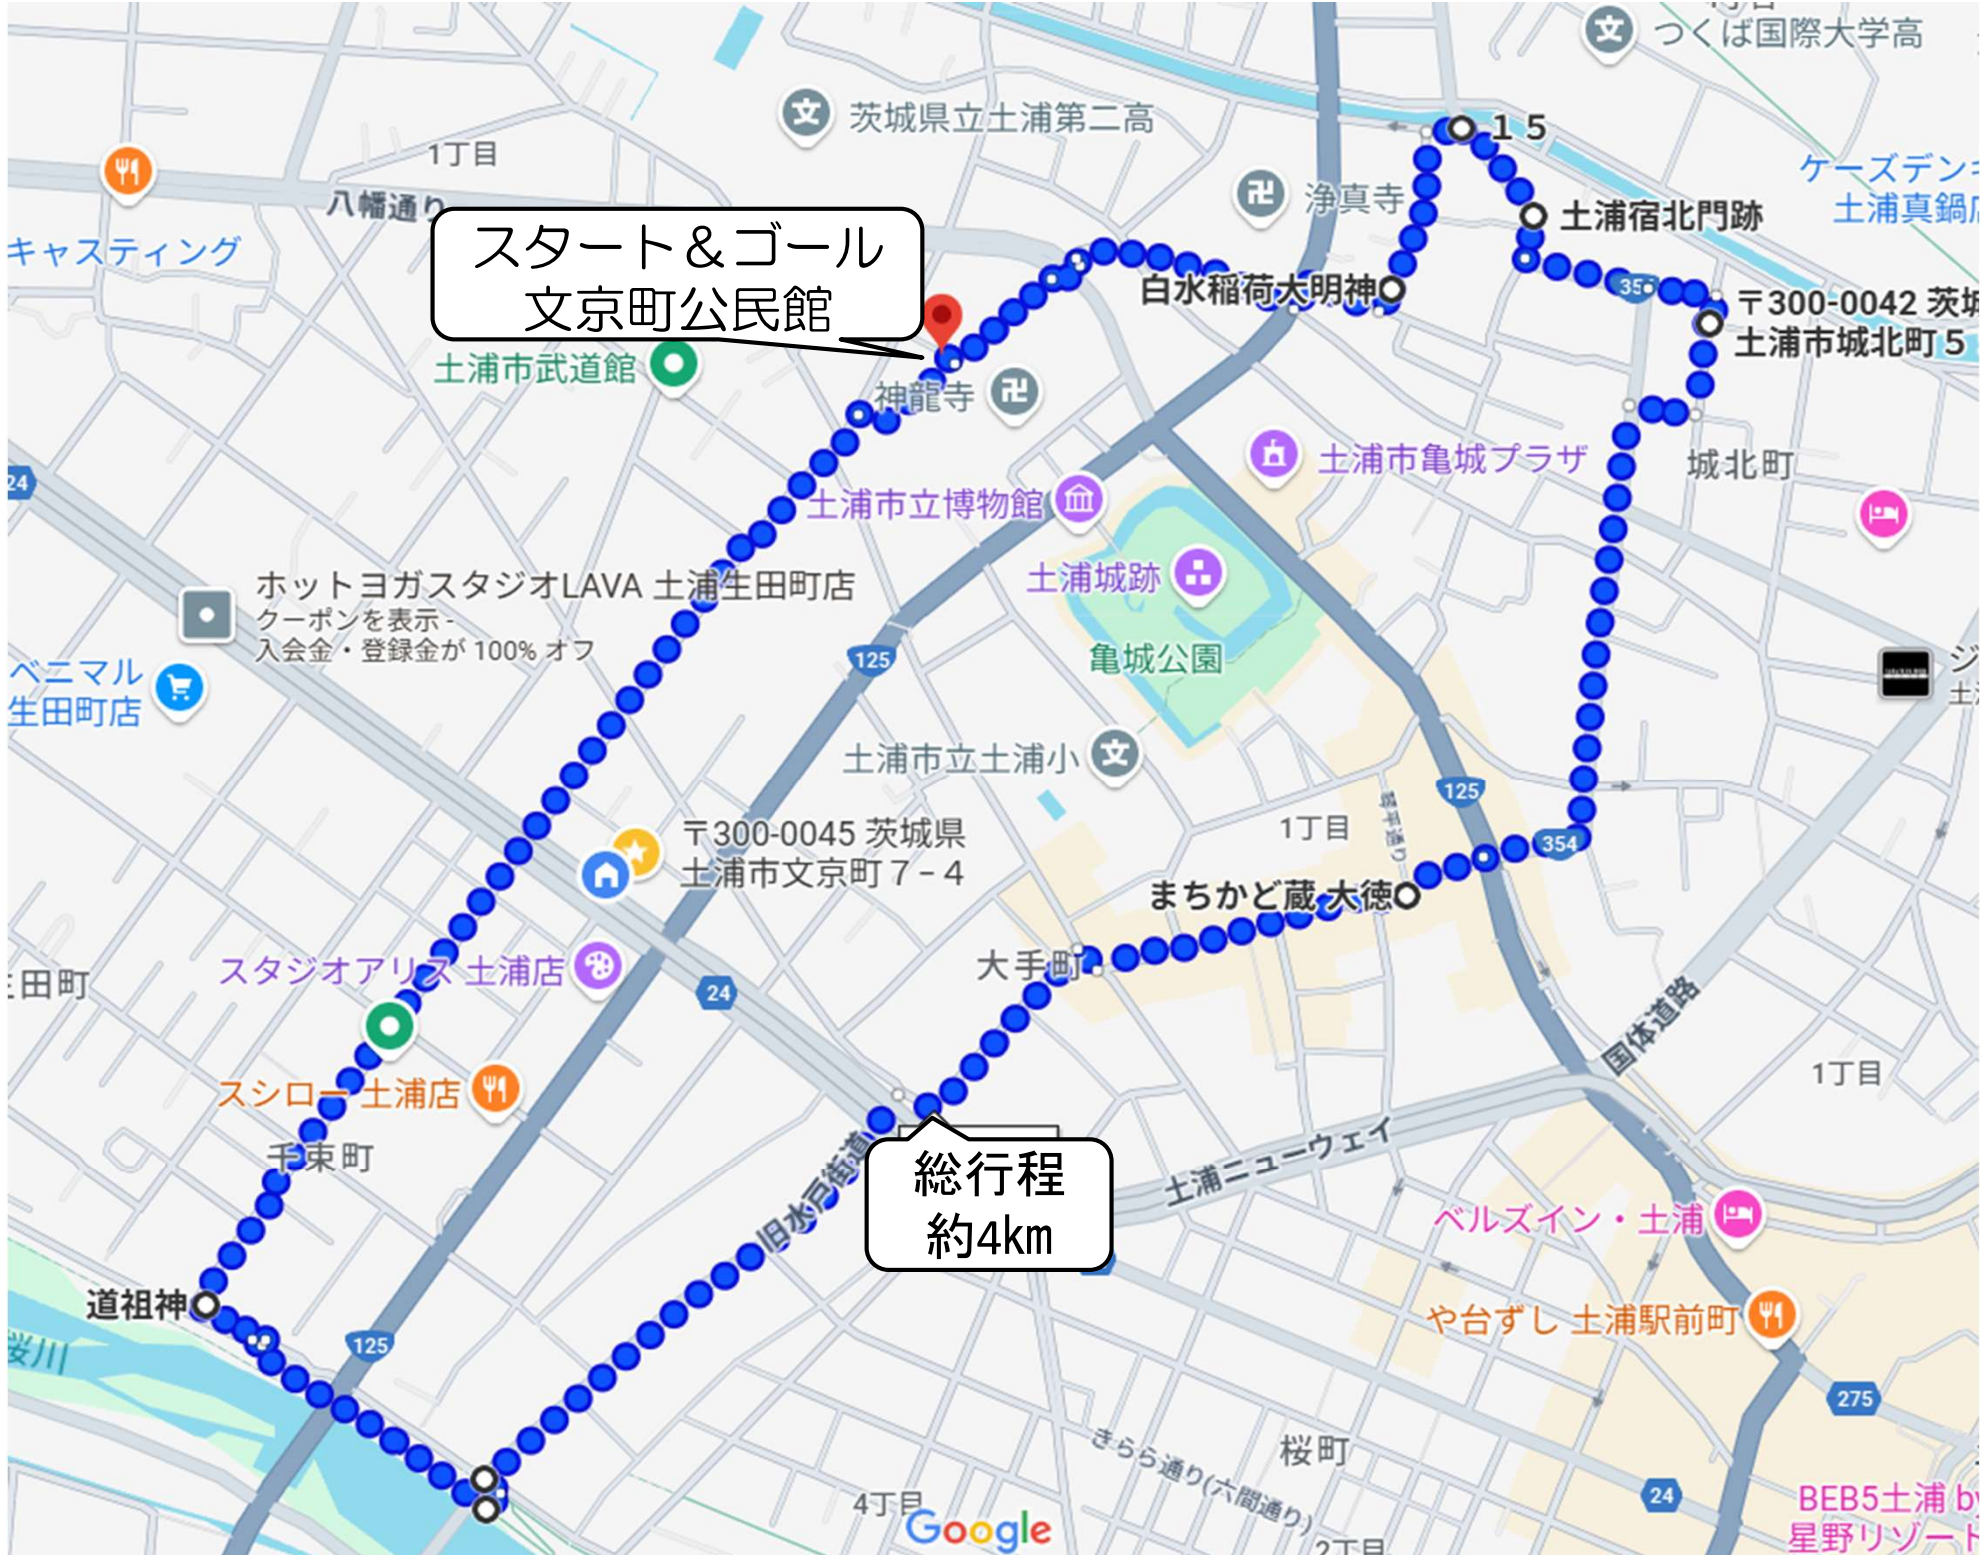 つくば国際大学高
茨城県立土浦第二高
15
1丁目
ケーズデンキ
土浦真鍋店
八幡通り
浄真寺
土浦宿北門跡
キャスティング
スタート＆ゴール
文京町公民館
白水稲荷大明神
〒300-0042 茨城
土浦市城北町5
土浦市武道館
神龍寺
土浦市亀城プラザ
城北町
24
土浦市立博物館
土浦城跡
ホットヨガスタジオLAVA 土浦生田町店
クーポンを表示 -
入会金・登録金が 100% オフ
125
亀城公園
ベニマル
生田町店
土浦市立土浦小
125
琴平通り
1丁目
〒300-0045 茨城県
土浦市文京町7-4
354
まちかど蔵 大徳
スタジオアリス 土浦店
大手町
24
国体道路
1丁目
スシロー 土浦店
千束町
旧水戸街道
総行程
約4km
土浦ニューウェイ
ベルズイン・土浦
道祖神
や台ずし 土浦駅前町
桜川
125
275
きらら通り(六間通り)
桜町
4丁目
24
BEB5土浦 by
星野リゾート
Google
2丁目